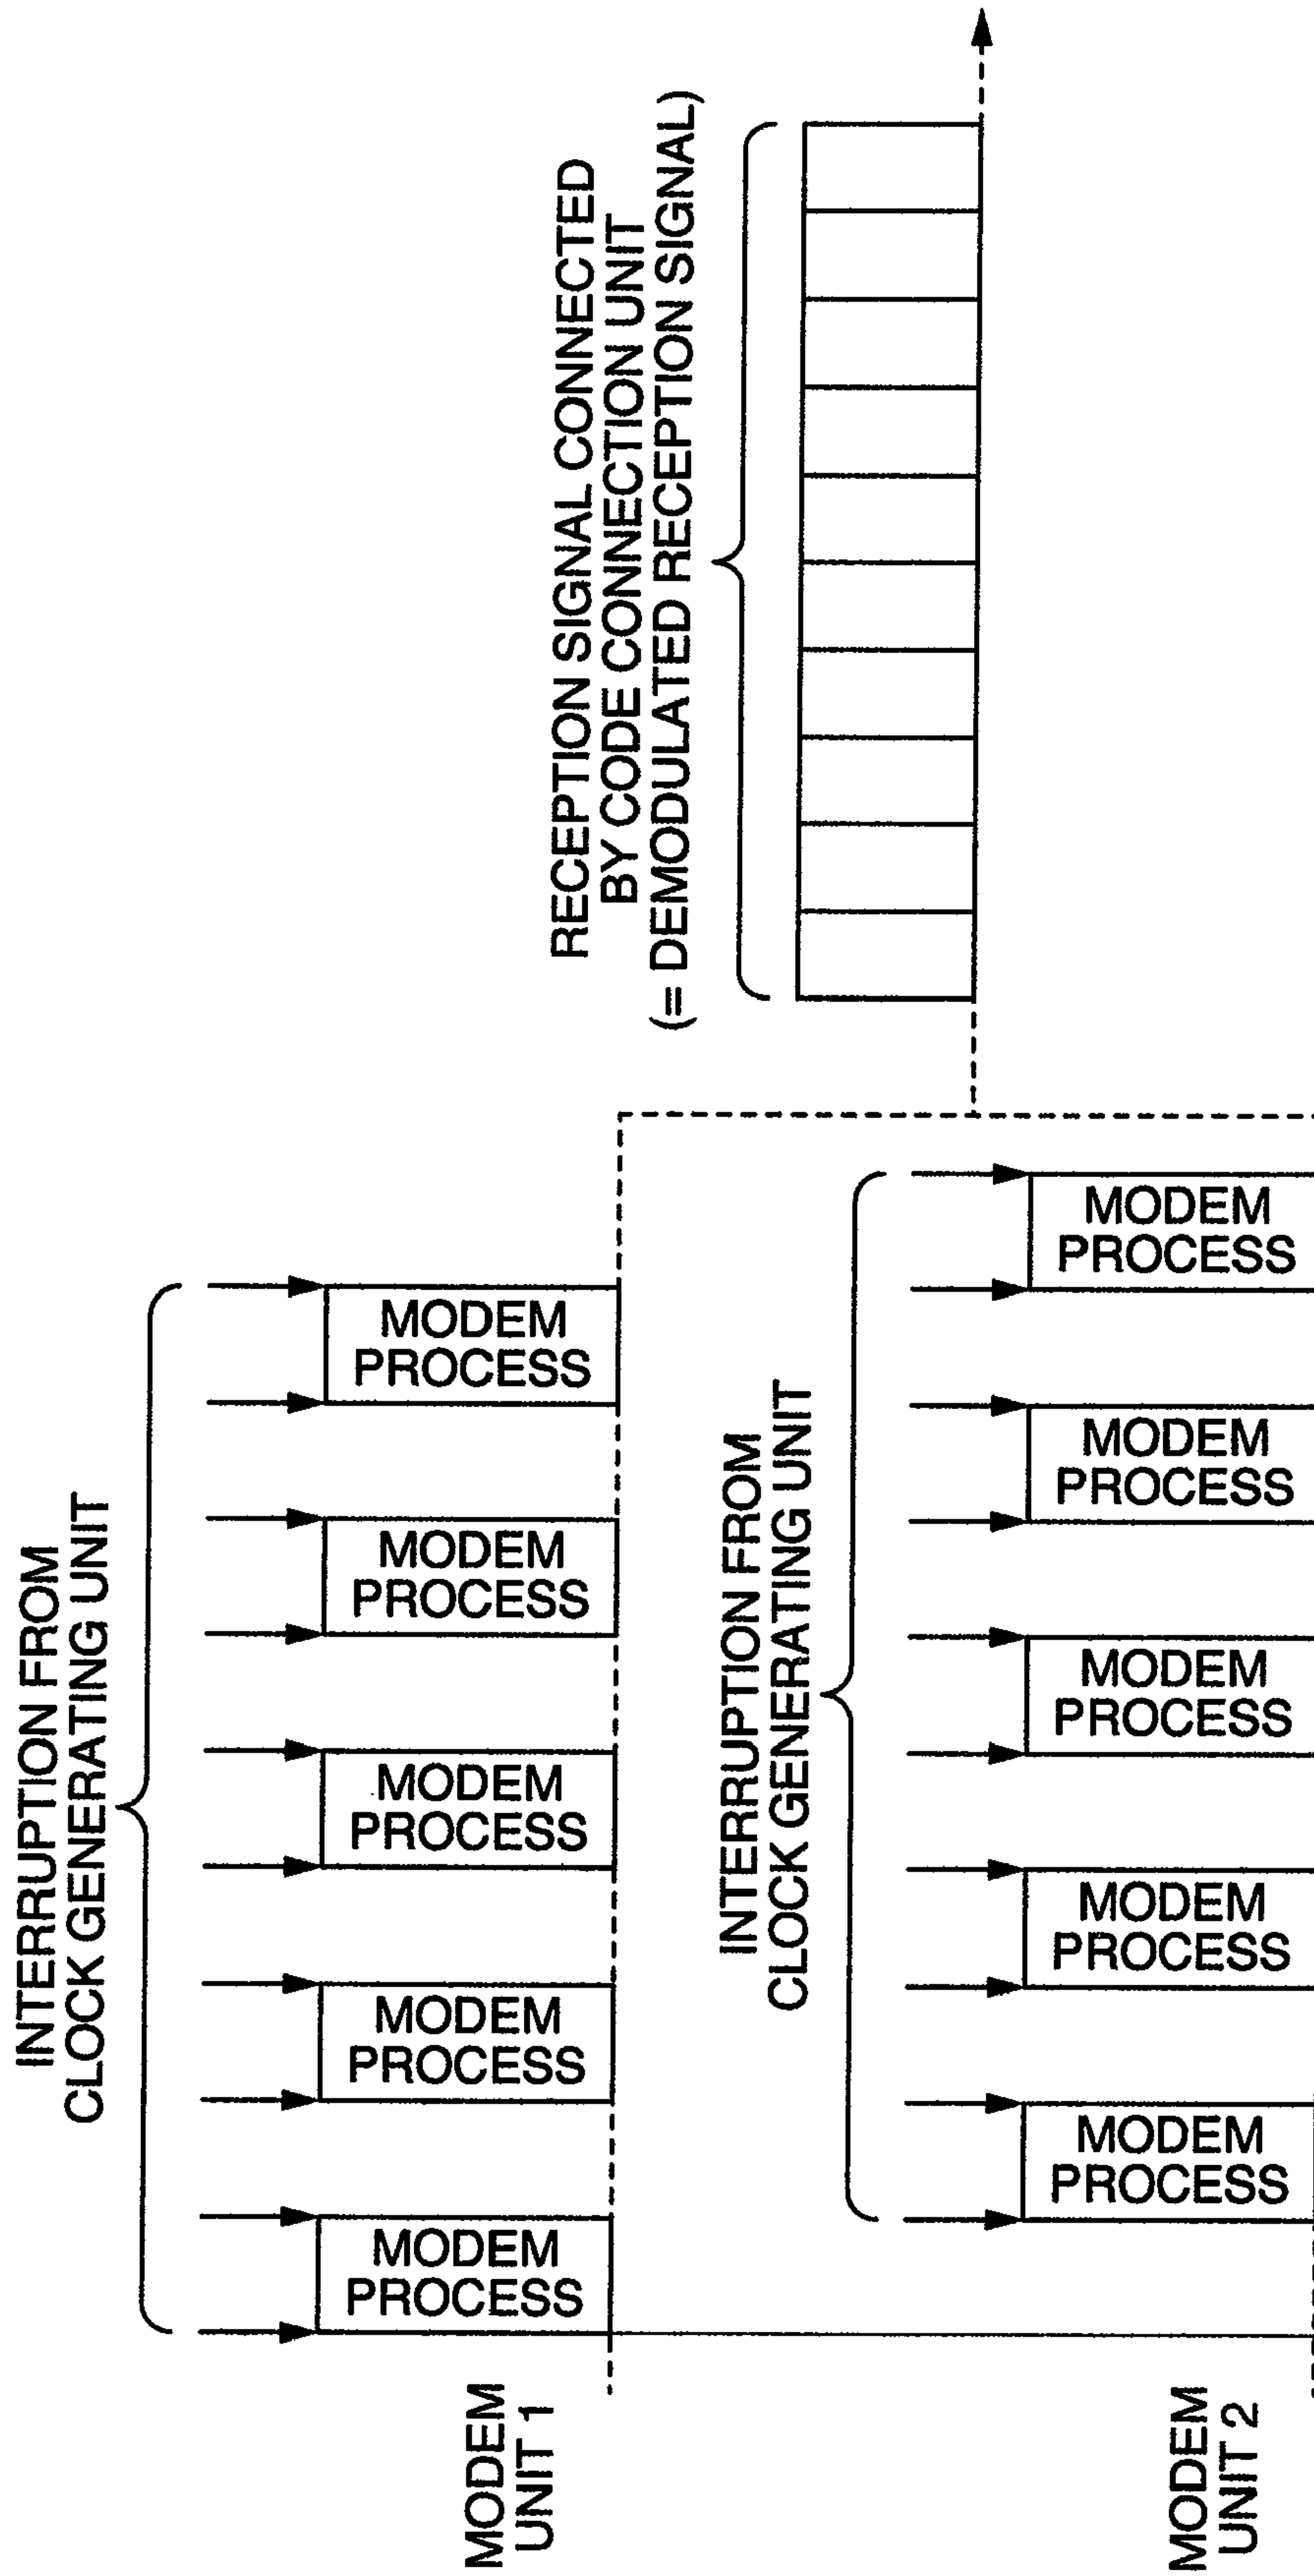 INTERRUPTION FROM
CLOCK GENERATING UNIT
MODEM
UNIT 1
MODEM
PROCESS
MODEM
PROCESS
MODEM
PROCESS
MODEM
PROCESS
MODEM
PROCESS
RECEPTION SIGNAL CONNECTED
BY CODE CONNECTION UNIT
(= DEMODULATED RECEPTION SIGNAL)
INTERRUPTION FROM
CLOCK GENERATING UNIT
MODEM
UNIT 2
MODEM
PROCESS
MODEM
PROCESS
MODEM
PROCESS
MODEM
PROCESS
MODEM
PROCESS